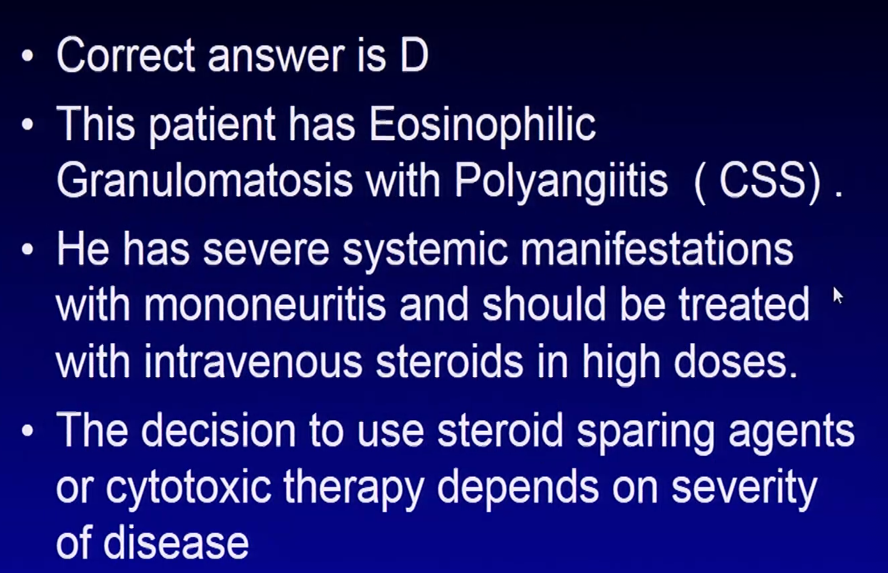 • Correct answer is D
• This patient has Eosinophilic
Granulomatosis with Polyangiitis ( CSS) .
• He has severe systemic manifestations
with mononeuritis and should be treated
with intravenous steroids in high doses.
• The decision to use steroid sparing agents
or cytotoxic therapy depends on severity
of disease